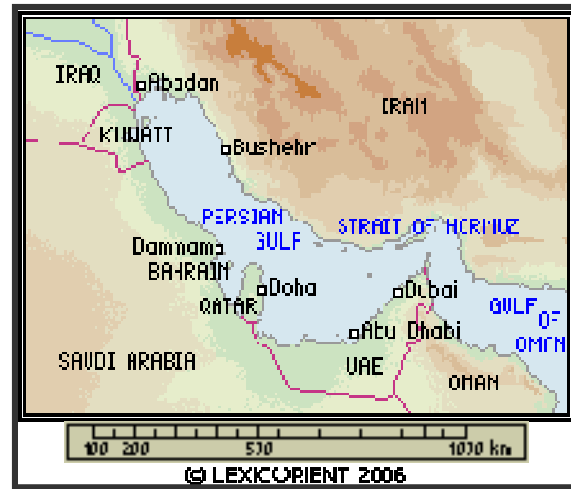 IRAQ
Abadan
IRAN
KUWAIT
Bushehr
PERSIAN
GULF
STRAIT OF HORMUZ
Dammam
BAHRAIN
QATAR
Doha
Dubai
GULF
OF
OMAN
Abu Dhabi
SAUDI ARABIA
UAE
OMAN
100 200 500 1000 km
© LEXICORIENT 2006